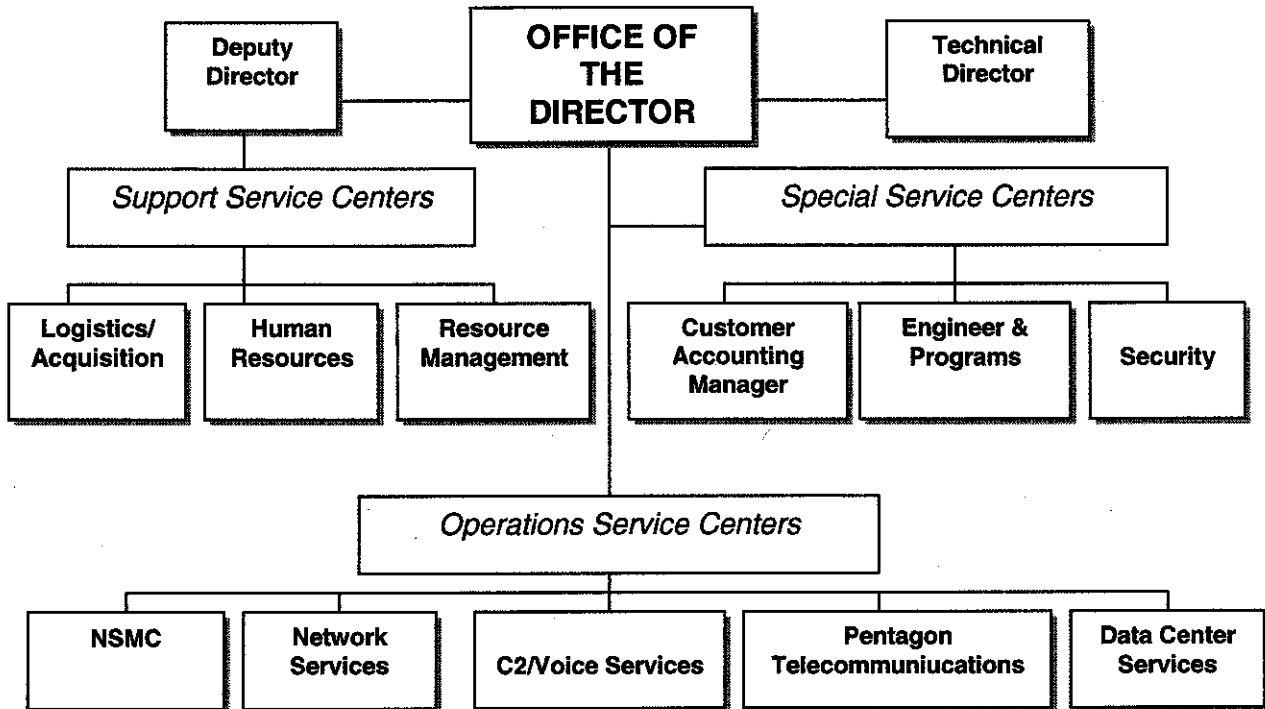 Deputy
Director
OFFICE OF
THE
DIRECTOR
Technical
Director
Support Service Centers
Special Service Centers
Logistics/
Acquisition
Human
Resources
Resource
Management
Customer
Accounting
Manager
Engineer &
Programs
Security
Operations Service Centers
NSMC
Network
Services
C2/Voice Services
Pentagon
Telecommuniucations
Data Center
Services